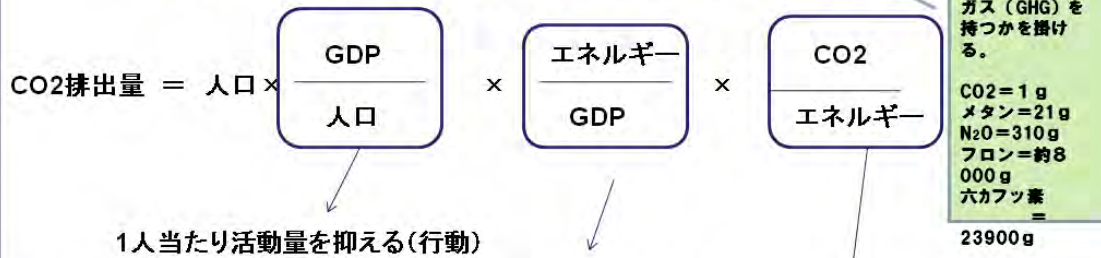 GDP
エネルギー
CO2
CO2排出量 ＝ 人口×
×
×
人口
GDP
エネルギー
1人当たり活動量を抑える(行動)
ガス（GHG）を
持つかを掛け
る。
CO2＝1ｇ
メタン＝21ｇ
N2O＝310ｇ
フロン＝約8
000ｇ
六カフッ素
＝
23900ｇ